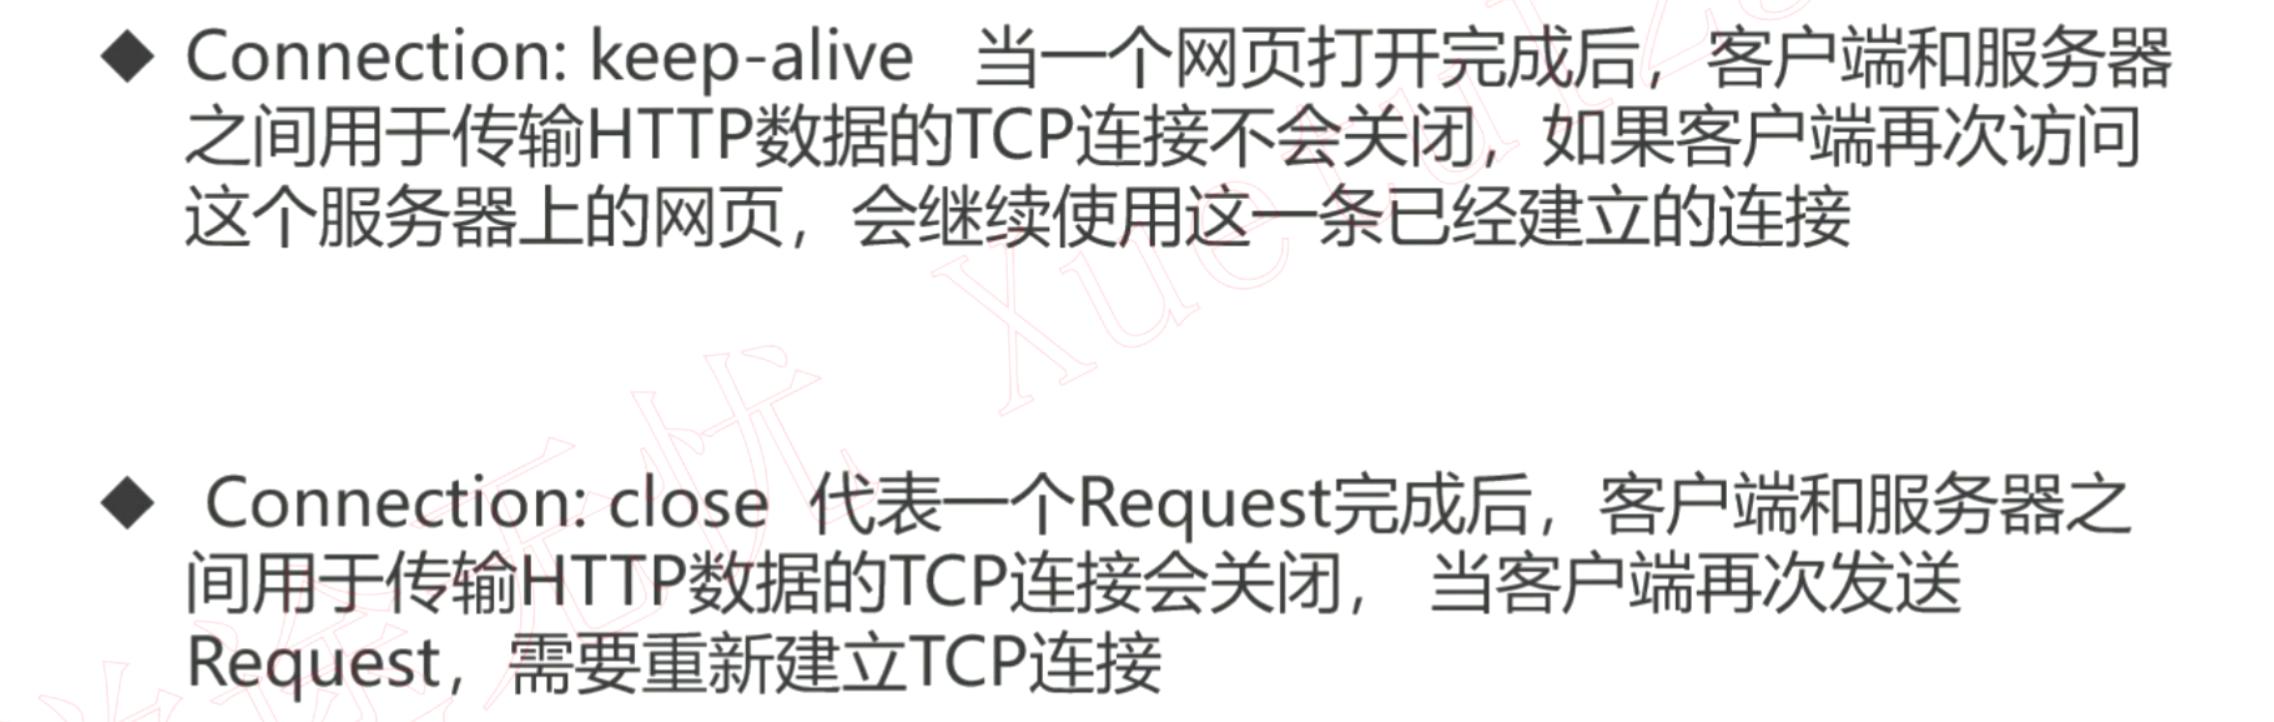 ◆ Connection: keep-alive 当一个网页打开完成后，客户端和服务器
之间用于传输HTTP数据的TCP连接不会关闭，如果客户端再次访问
这个服务器上的网页，会继续使用这一条已经建立的连接
◆ Connection: close 代表一个Request完成后，客户端和服务器之
间用于传输HTTP数据的TCP连接会关闭， 当客户端再次发送
Request，需要重新建立TCP连接